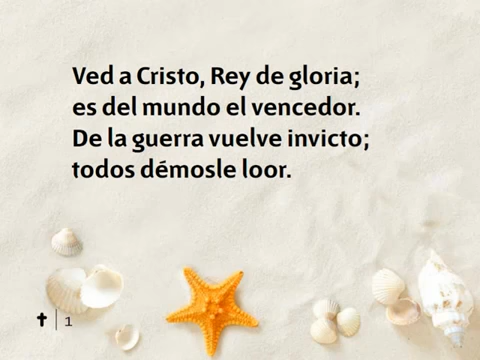 Ved a Cristo, Rey de gloria;
es del mundo el vencedor.
De la guerra vuelve invicto;
todos démosle loor.
1